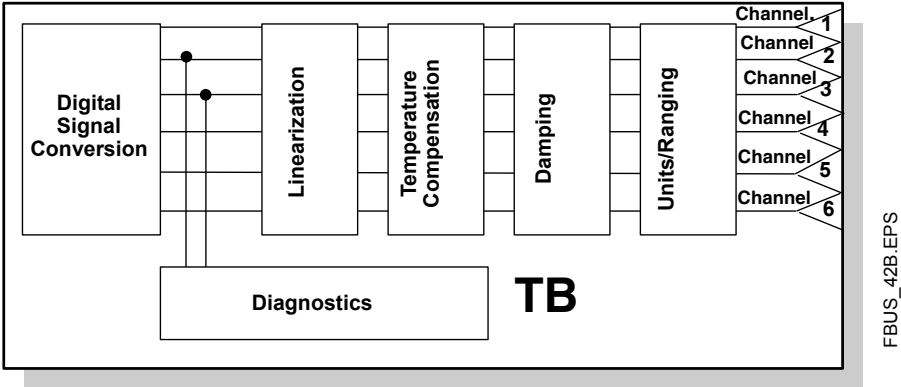 Digital
Signal
Conversion
Linearization
Temperature
Compensation
Damping
Units/Ranging
Channel.
1
Channel
2
Channel
3
Channel
4
Channel
5
Channel
6
Diagnostics
TB
FBUS_42B.EPS